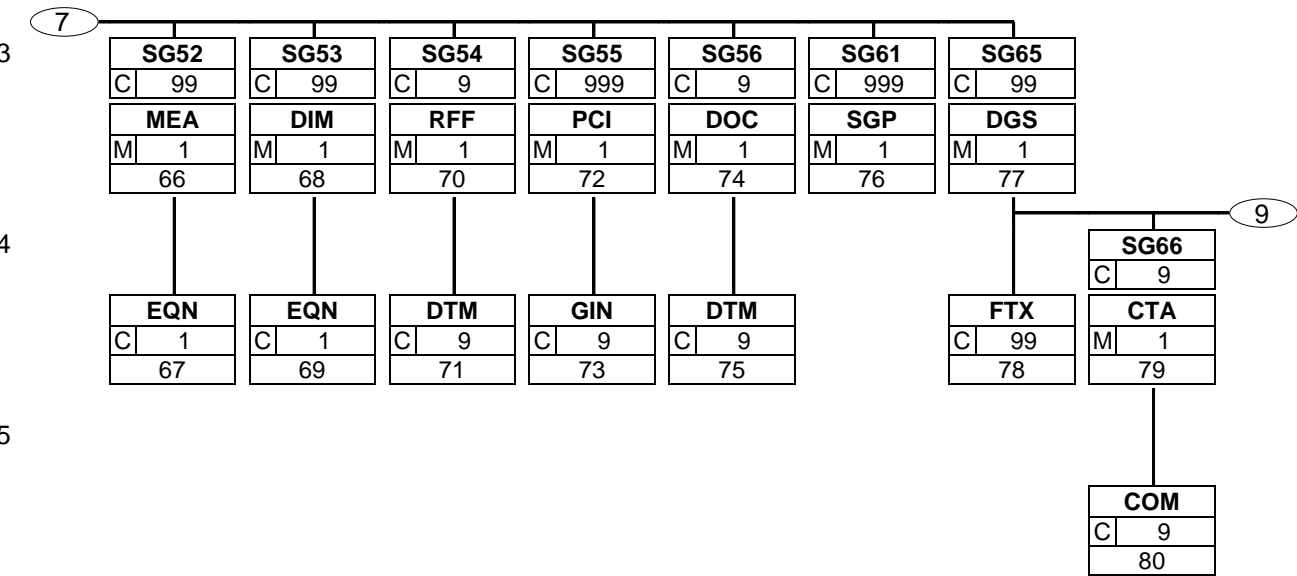 7
3
SG52 SG53 SG54 SG55 SG56 SG61 SG65
C 99 C 99 C 9 C 999 C 9 C 999 C 99
MEA DIM RFF PCI DOC SGP DGS
M 1 M 1 M 1 M 1 M 1 M 1 M 1
66 68 70 72 74 76 77
9
4
SG66
C 9
EQN EQN DTM GIN DTM FTX CTA
C 1 C 1 C 9 C 9 C 9 C 99 M 1
67 69 71 73 75 78 79
5
COM
C 9
80